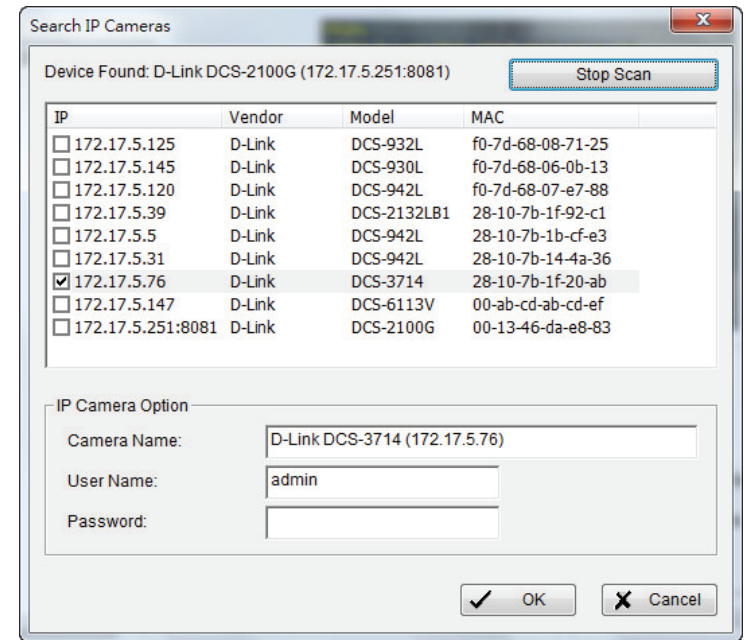 Search IP Cameras
Device Found: D-Link DCS-2100G (172.17.5.251:8081)
Stop Scan
IP Vendor Model MAC
172.17.5.125 D-Link DCS-932L f0-7d-68-08-71-25
172.17.5.145 D-Link DCS-930L f0-7d-68-06-0b-13
172.17.5.120 D-Link DCS-942L f0-7d-68-07-e7-88
172.17.5.39 D-Link DCS-2132LB1 28-10-7b-1f-92-c1
172.17.5.5 D-Link DCS-942L 28-10-7b-1b-cf-e3
172.17.5.31 D-Link DCS-942L 28-10-7b-14-4a-36
172.17.5.76 D-Link DCS-3714 28-10-7b-1f-20-ab
172.17.5.147 D-Link DCS-6113V 00-ab-cd-ab-cd-ef
172.17.5.251:8081 D-Link DCS-2100G 00-13-46-da-e8-83
IP Camera Option
Camera Name: D-Link DCS-3714 (172.17.5.76)
User Name: admin
Password:
OK Cancel